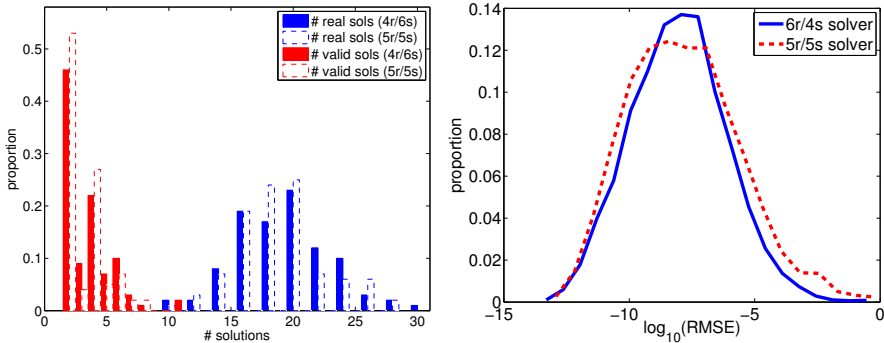 # real sols (4r/6s)
# real sols (5r/5s)
# valid sols (4r/6s)
# valid sols (5r/5s)
0.5
0.4
0.3
0.2
0.1
0
proportion
0 5 10 15 20 25 30
# solutions
6r/4s solver
5r/5s solver
0.14
0.12
0.1
0.08
0.06
0.04
0.02
0
proportion
−15 −10 −5 0
log10(RMSE)